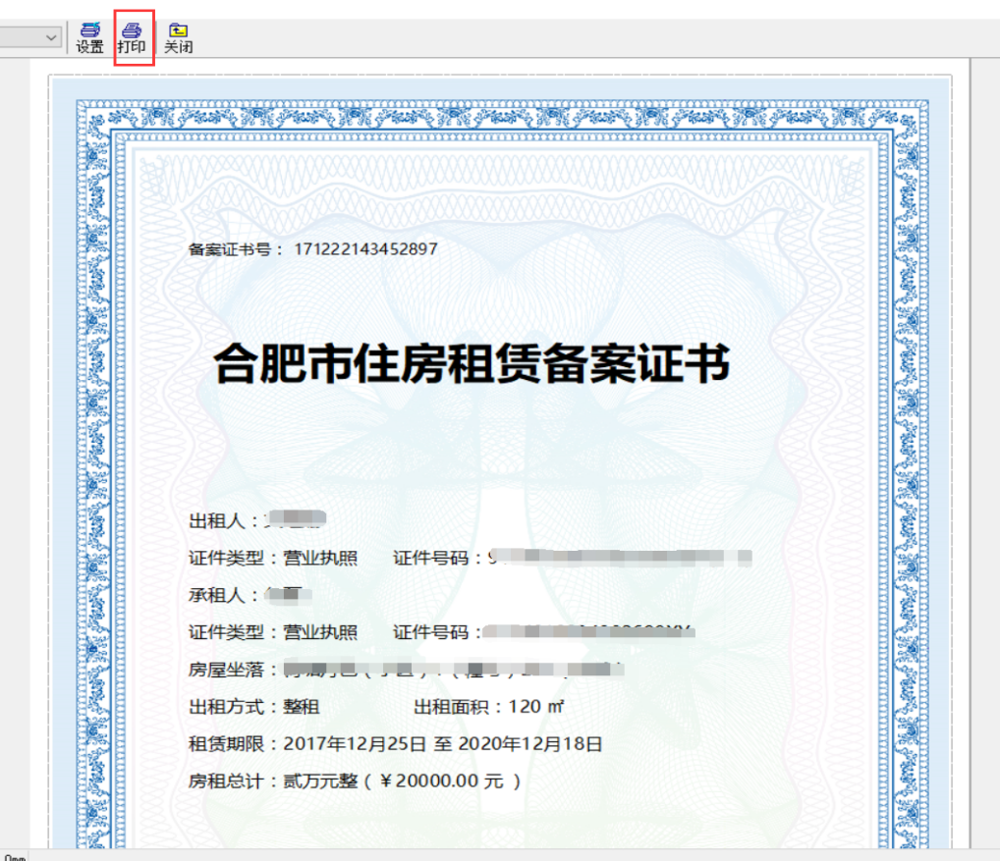 设置 打印 关闭
备案证书号： 171222143452897
合肥市住房租赁备案证书
出租人：
证件类型：营业执照 证件号码：9
承租人：
证件类型：营业执照 证件号码：
房屋坐落：
出租方式：整租 出租面积：120 ㎡
租赁期限：2017年12月25日 至 2020年12月18日
房租总计：贰万元整（ ￥20000.00 元 ）
0mm